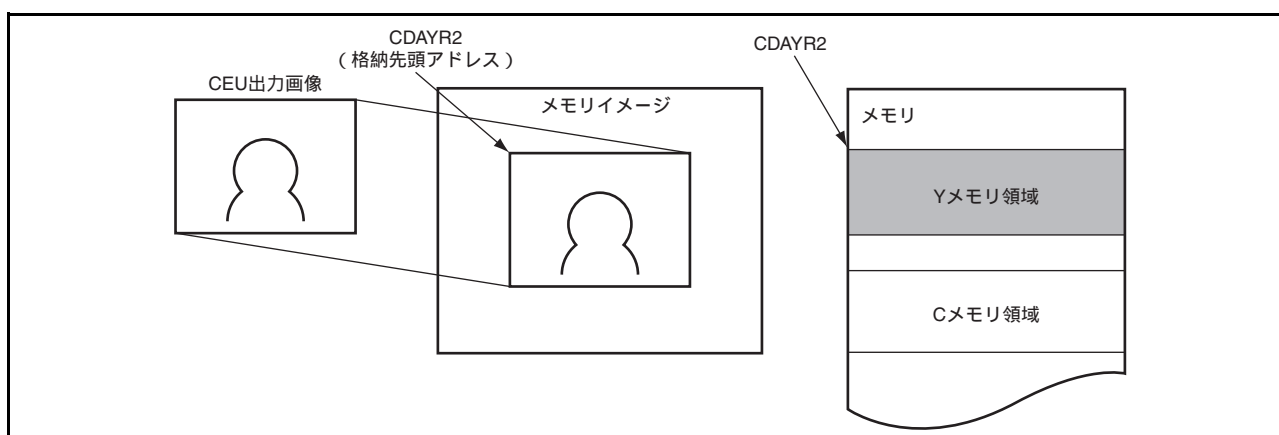 CDAYR2
（格納先頭アドレス）
CEU出力画像
メモリイメージ
CDAYR2
メモリ
Yメモリ領域
Cメモリ領域